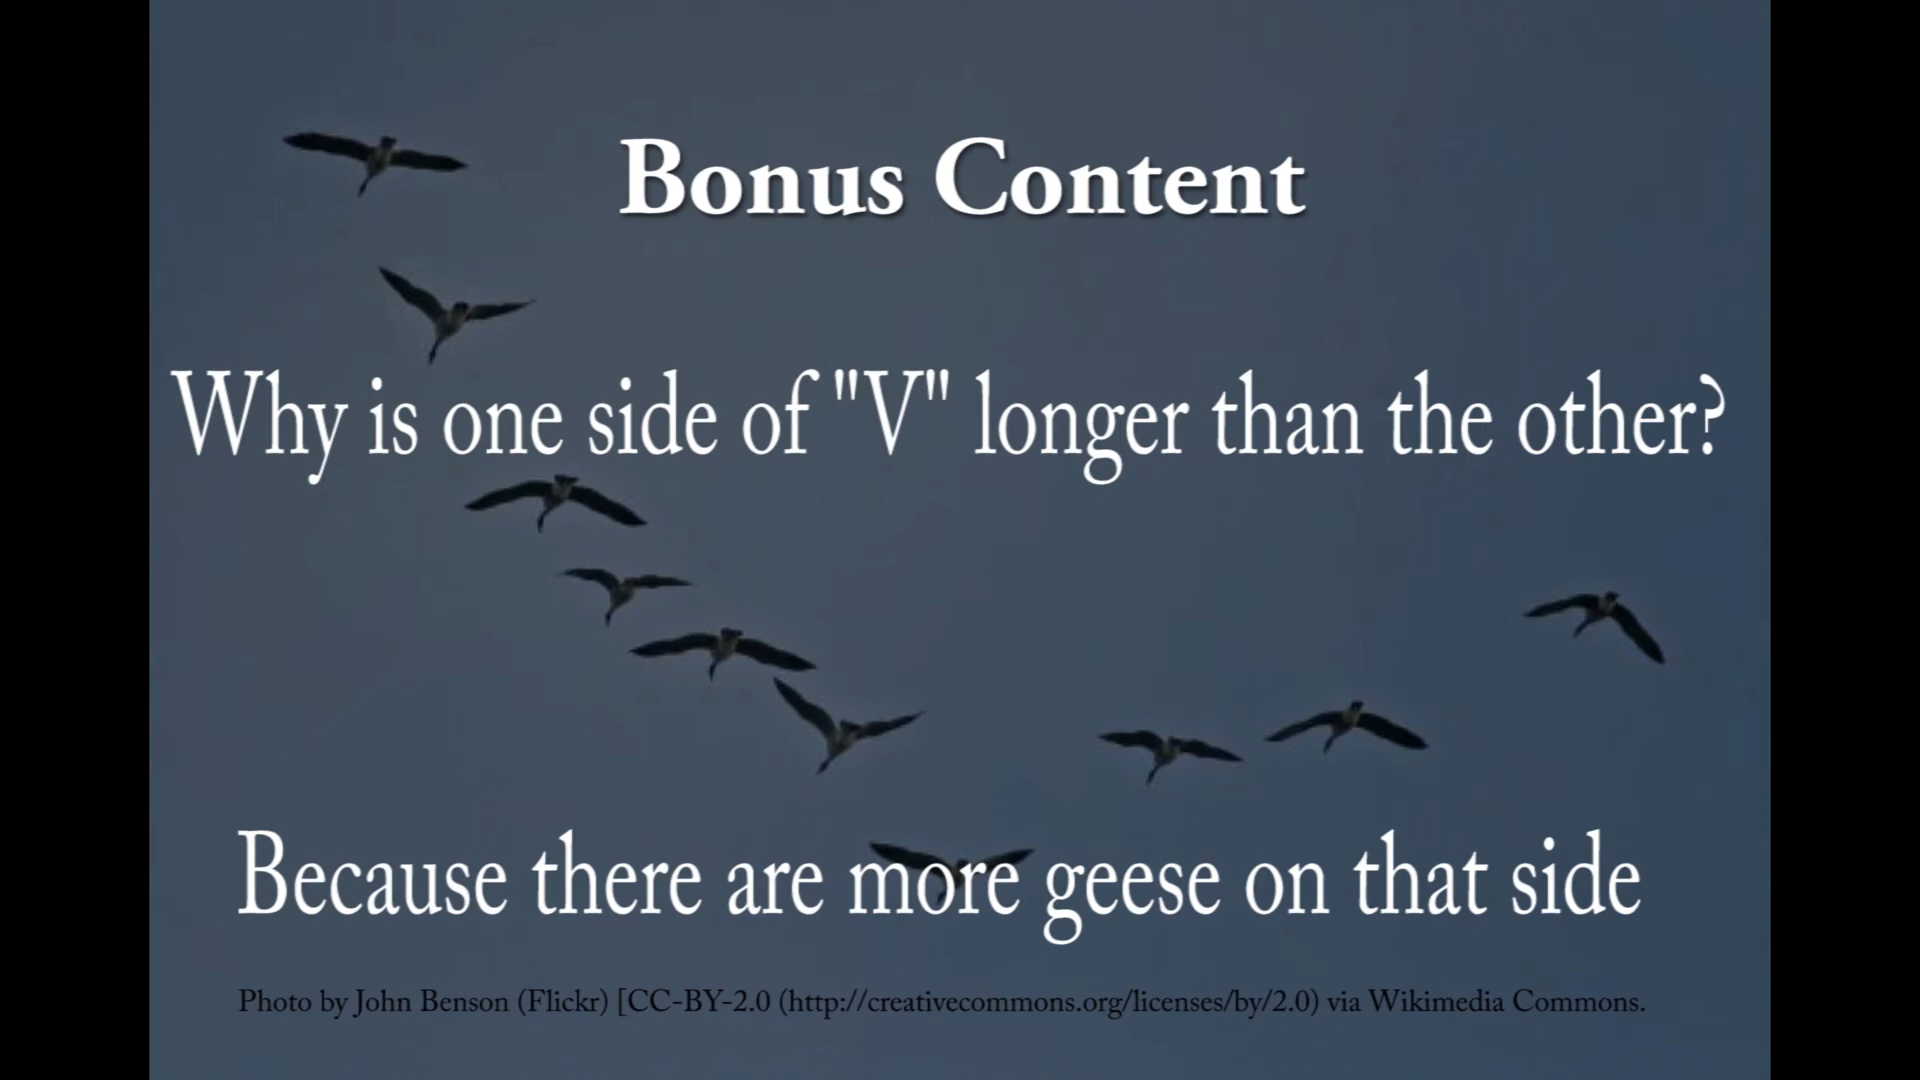 Bonus Content
Why is one side of "V" longer than the other?
Because there are more geese on that side
Photo by John Benson (Flickr) [CC-BY-2.0 (http://creativecommons.org/licenses/by/2.0) via Wikimedia Commons.